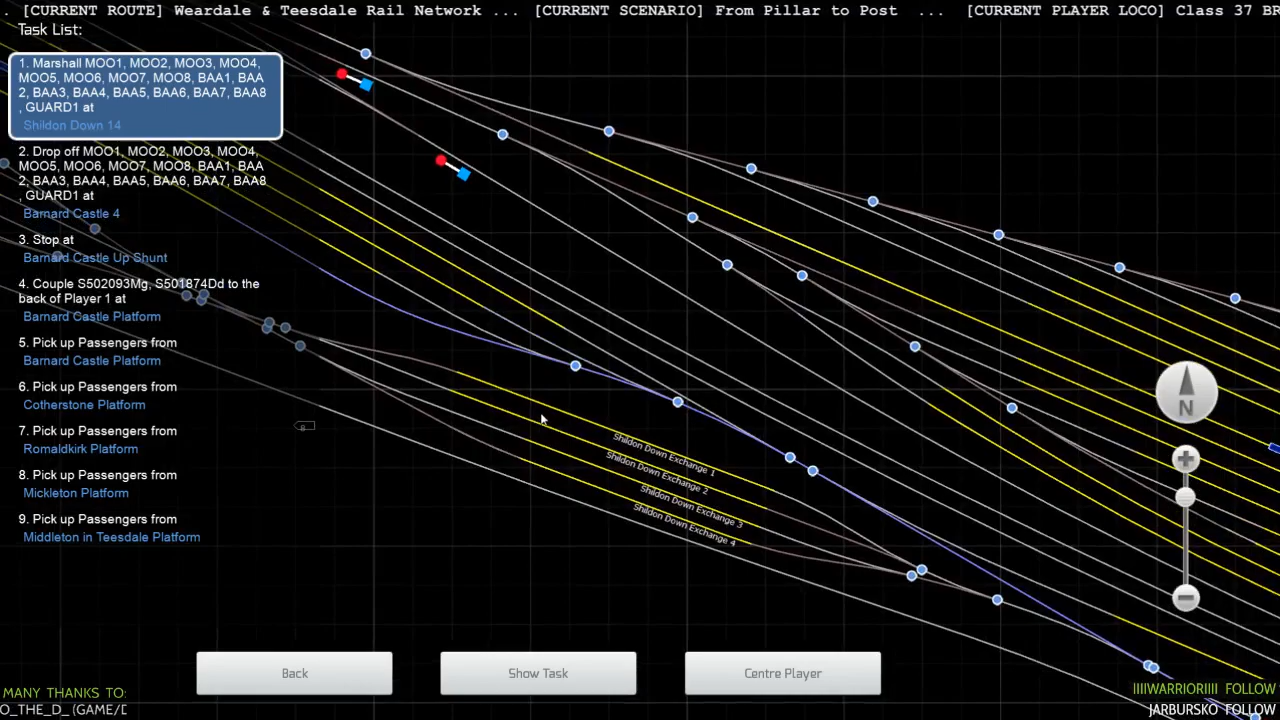 . [CURRENT ROUTE] Weardale & Teesdale Rail Network ... [CURRENT SCENARIO] From Pillar to Post ... [CURRENT PLAYER LOCO] Class 37 BR
Task List:
1. Marshall MOO1, MOO2, MOO3, MOO4,
MOO5, MOO6, MOO7, MOO8, BAA1, BAA
2, BAA3, BAA4, BAA5, BAA6, BAA7, BAA8
, GUARD1 at
Shildon Down 14
2. Drop off MOO1, MOO2, MOO3, MOO4,
MOO5, MOO6, MOO7, MOO8, BAA1, BAA
2, BAA3, BAA4, BAA5, BAA6, BAA7, BAA8
, GUARD1 at
Barnard Castle 4
3. Stop at
Barnard Castle Up Shunt
4. Couple S502093Mg, S501874Dd to the
back of Player 1 at
Barnard Castle Platform
5. Pick up Passengers from
Barnard Castle Platform
6. Pick up Passengers from
Cotherstone Platform
7. Pick up Passengers from
Romaldkirk Platform
8. Pick up Passengers from
Mickleton Platform
9. Pick up Passengers from
Middleton in Teesdale Platform
8
Shildon Down Exchange 1
Shildon Down Exchange 2
Shildon Down Exchange 3
Shildon Down Exchange 4
N
Back
Show Task
Centre Player
MANY THANKS TO:
O_THE_D_ (GAME/D
IIIIWARRIORIIII FOLLOW
JARBURSKO FOLLOW